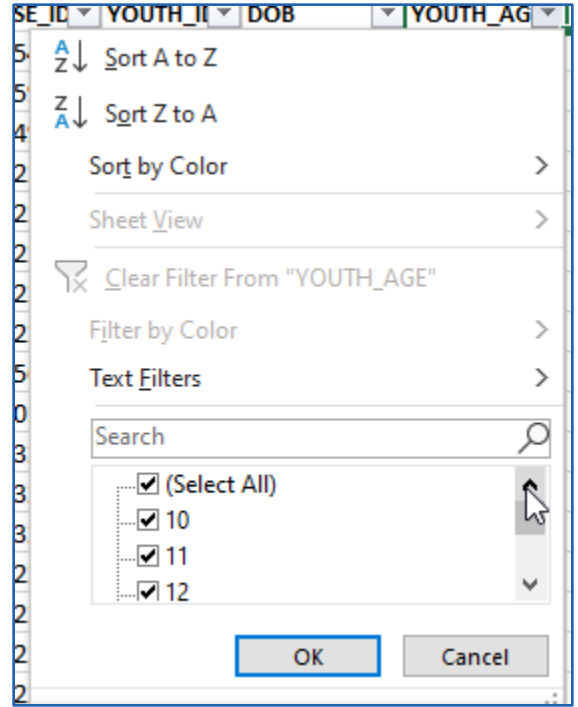 SE_ID YOUTH_I DOB YOUTH_AG
Sort A to Z
Sort Z to A
Sort by Color
Sheet View
Clear Filter From "YOUTH_AGE"
Filter by Color
Text Filters
Search
(Select All)
10
11
12
OK Cancel